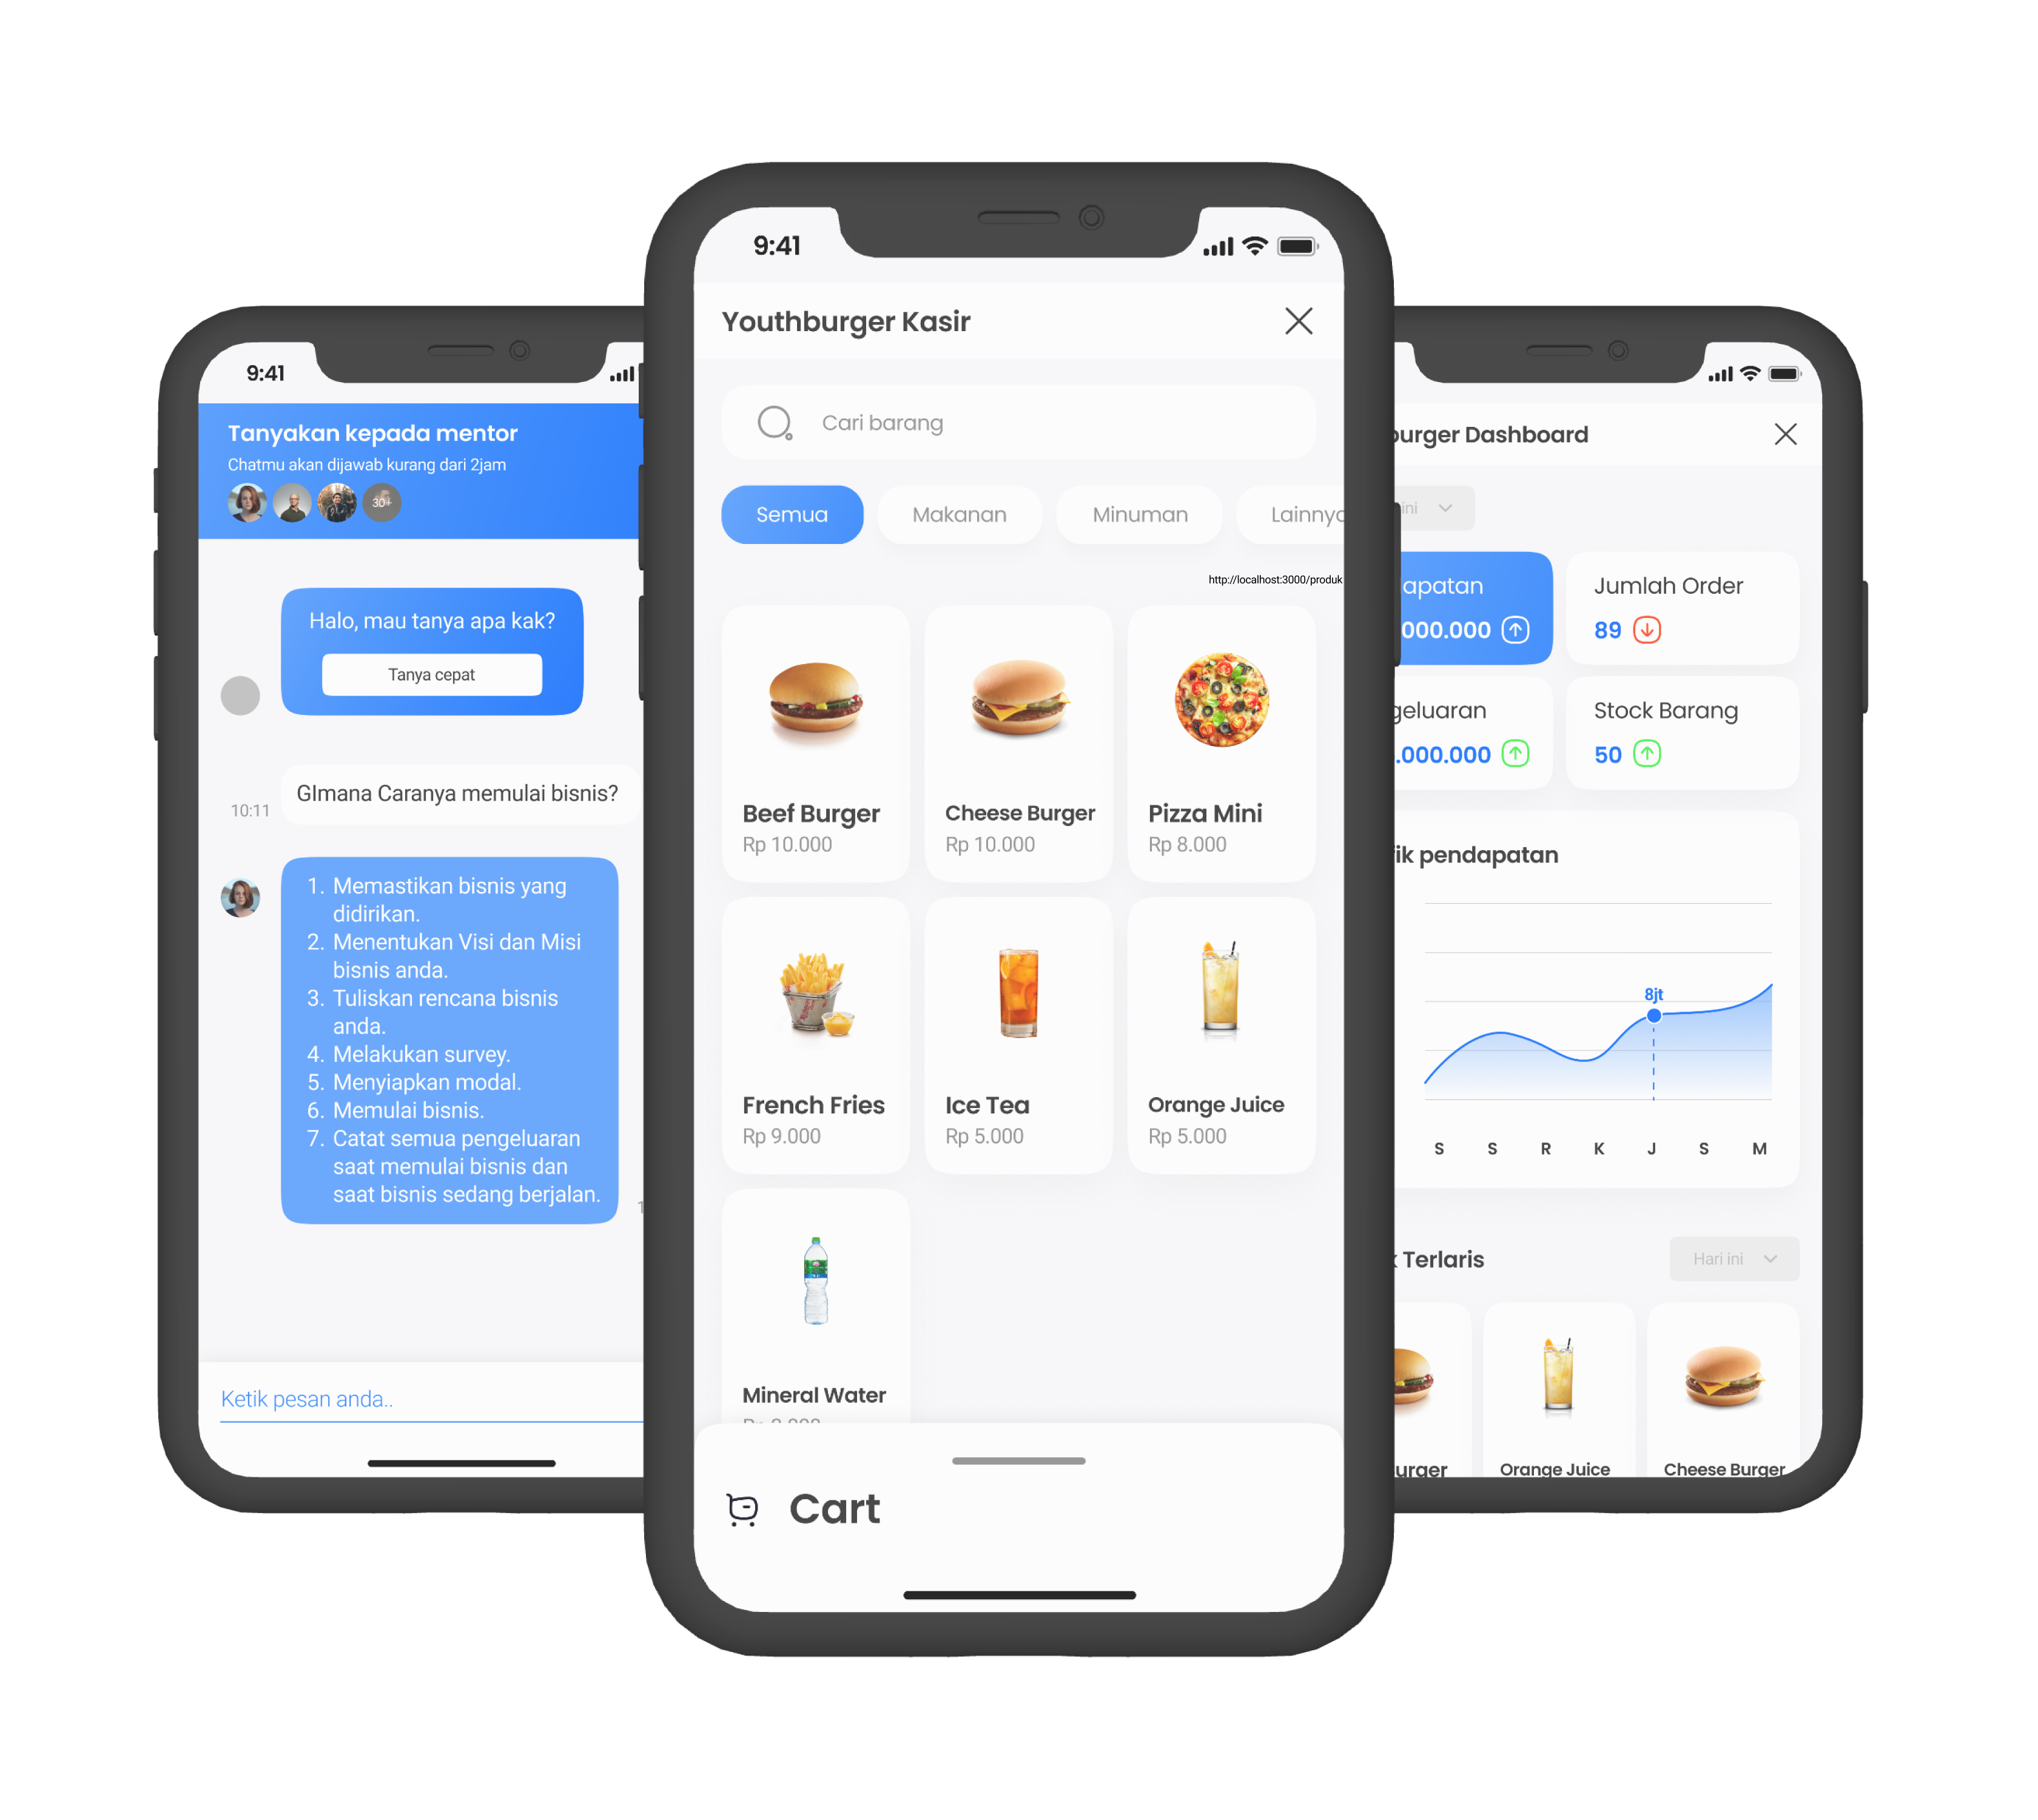 9:41
Tanyakan kepada mentor
Chatmu akan dijawab kurang dari 2jam
30+
Halo, mau tanya apa kak?
Tanya cepat
GImana Caranya memulai bisnis?
10:11
1. Memastikan bisnis yang
didirikan.
2. Menentukan Visi dan Misi
bisnis anda.
3. Tuliskan rencana bisnis
anda.
4. Melakukan survey.
5. Menyiapkan modal.
6. Memulai bisnis.
7. Catat semua pengeluaran
saat memulai bisnis dan
saat bisnis sedang berjalan.
Ketik pesan anda..
9:41
Youthburger Kasir
Cari barang
Semua Makanan Minuman Lainnya
http://localhost:3000/produk
Beef Burger
Rp 10.000
Cheese Burger
Rp 10.000
Pizza Mini
Rp 8.000
French Fries
Rp 9.000
Ice Tea
Rp 5.000
Orange Juice
Rp 5.000
Mineral Water
Cart
burger Dashboard
ini
apatan
000.000
Jumlah Order
89
geluaran
.000.000
Stock Barang
50
ik pendapatan
8jt
S S R K J S M
k Terlaris
Hari ini
urger
Orange Juice
Cheese Burger